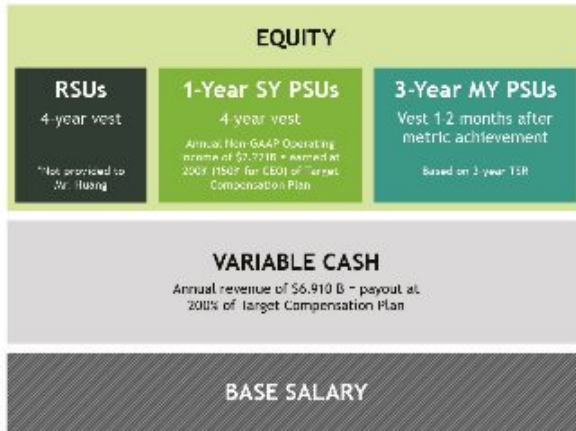 EQUITY
RSUs
4-year vest
*Not provided to
Mr. Huang
1-Year SY PSUs
4-year vest
Annual Non-GAAP Operating
Income of $2.221B = earned at
200% (150% for CEO) of Target
Compensation Plan
3-Year MY PSUs
Vest 1-2 months after
metric achievement
Based on 3-year TSR
VARIABLE CASH
Annual revenue of $6.910 B = payout at
200% of Target Compensation Plan
BASE SALARY